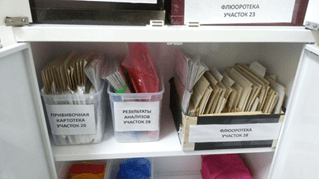 ФЛЮОРОТЕКА
УЧАСТОК 23
ПРИВИВОЧНАЯ
КАРТОТЕКА
УЧАСТОК 28
РЕЗУЛЬТАТЫ
АНАЛИЗОВ
УЧАСТОК 28
ФЛЮОРОТЕКА
УЧАСТОК 28